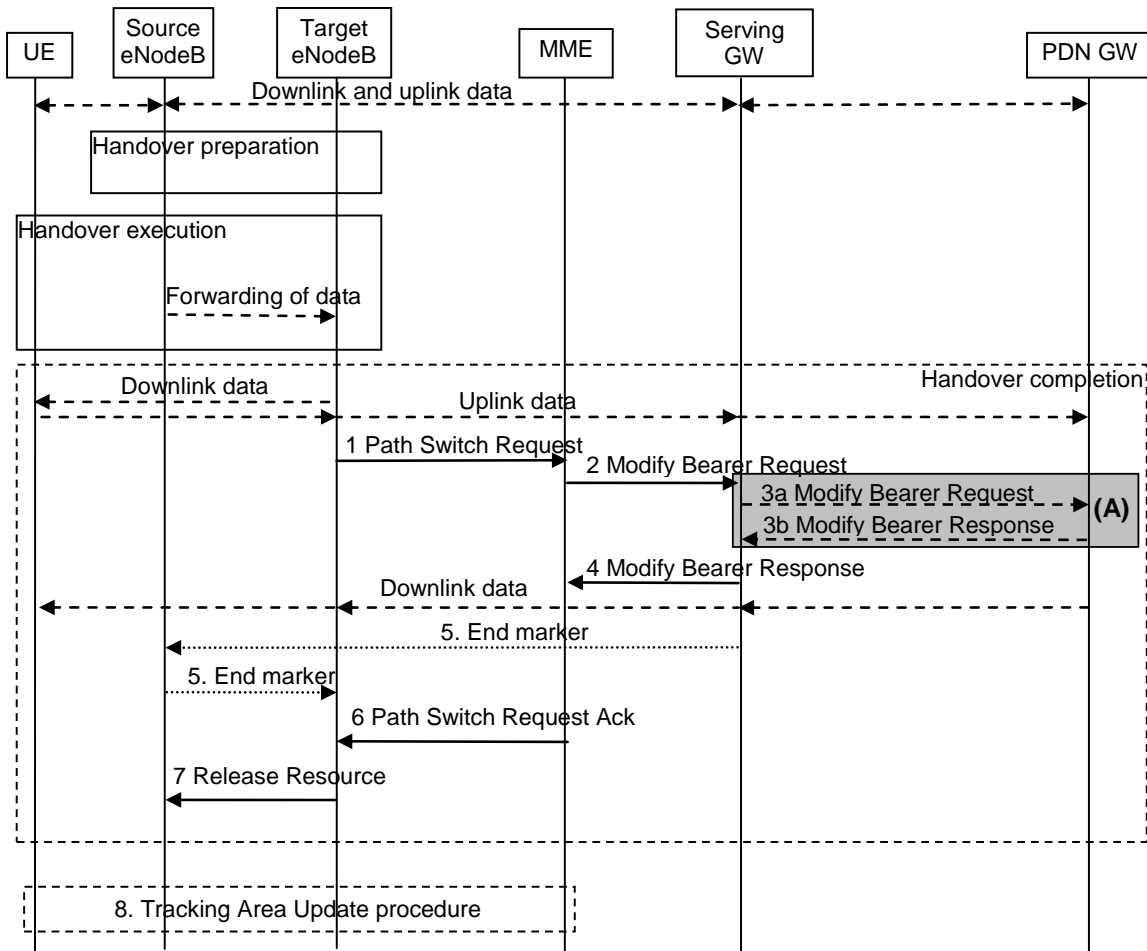 UE
Source
eNodeB
Target
eNodeB
MME
Serving
GW
PDN GW
Downlink and uplink data
Handover preparation
Handover execution
Forwarding of data
Handover completion
Downlink data
Uplink data
1 Path Switch Request
2 Modify Bearer Request
3a Modify Bearer Request
(A)
3b Modify Bearer Response
4 Modify Bearer Response
Downlink data
5. End marker
5. End marker
6 Path Switch Request Ack
7 Release Resource
8. Tracking Area Update procedure